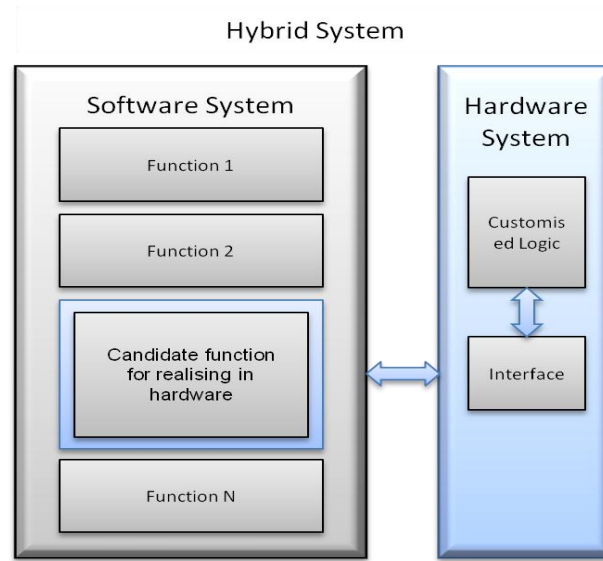 Hybrid System
Software System
Function 1
Function 2
Candidate function
for realising in
hardware
Function N
Hardware
System
Customis
ed Logic
Interface